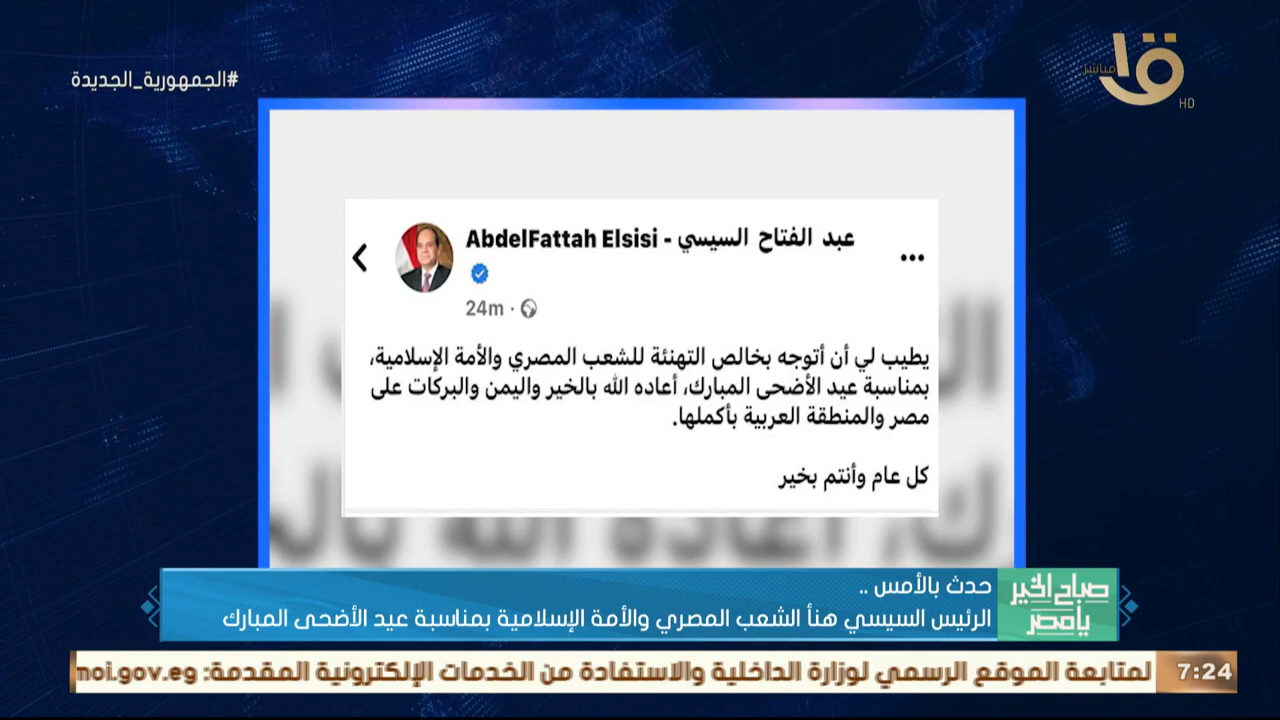 #الجمهورية_الجديدة
مباشر
HD
عبد الفتاح السيسي - AbdelFattah Elsisi
24m ·
يطيب لي أن أتوجه بخالص التهنئة للشعب المصري والأمة الإسلامية،
بمناسبة عيد الأضحى المبارك، أعاده الله بالخير واليمن والبركات على
مصر والمنطقة العربية بأكملها.
كل عام وأنتم بخير
صباح الخير
يا مصر
حدث بالأمس ..
الرئيس السيسي هنأ الشعب المصري والأمة الإسلامية بمناسبة عيد الأضحى المبارك
7:24
لمتابعة الموقع الرسمي لوزارة الداخلية والاستفادة من الخدمات الإلكترونية المقدمة: moi.gov.eg